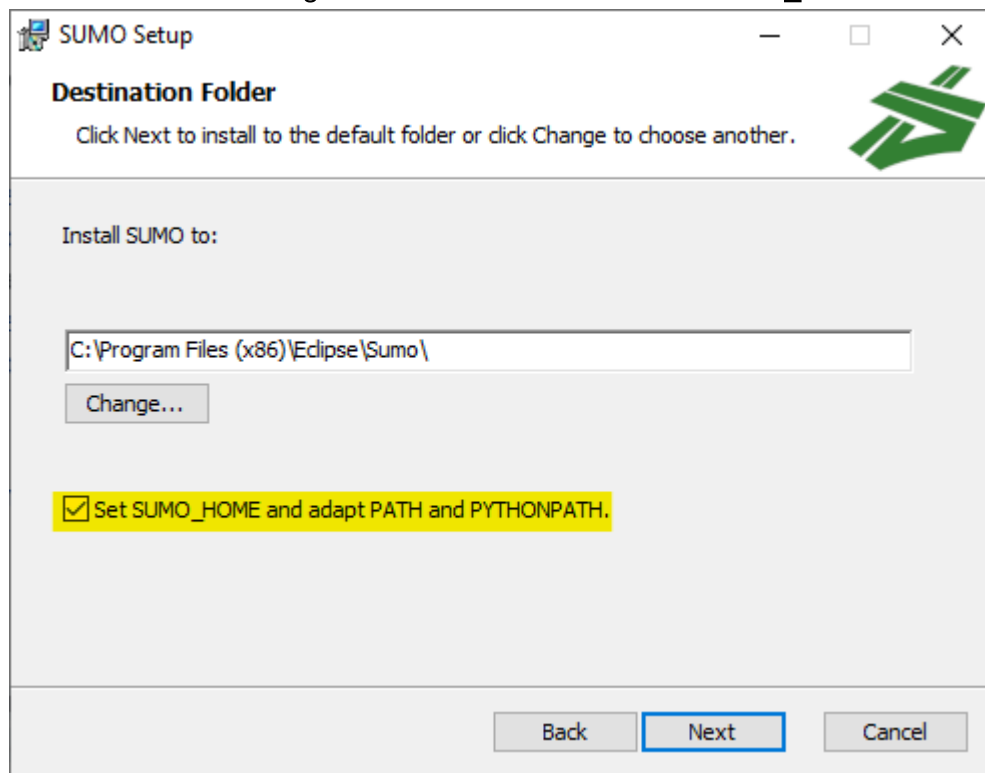 SUMO Setup
Destination Folder
Click Next to install to the default folder or click Change to choose another.
Install SUMO to:
C:\Program Files (x86)\Eclipse\Sumo\
Change...
Set SUMO_HOME and adapt PATH and PYTHONPATH.
Back Next Cancel